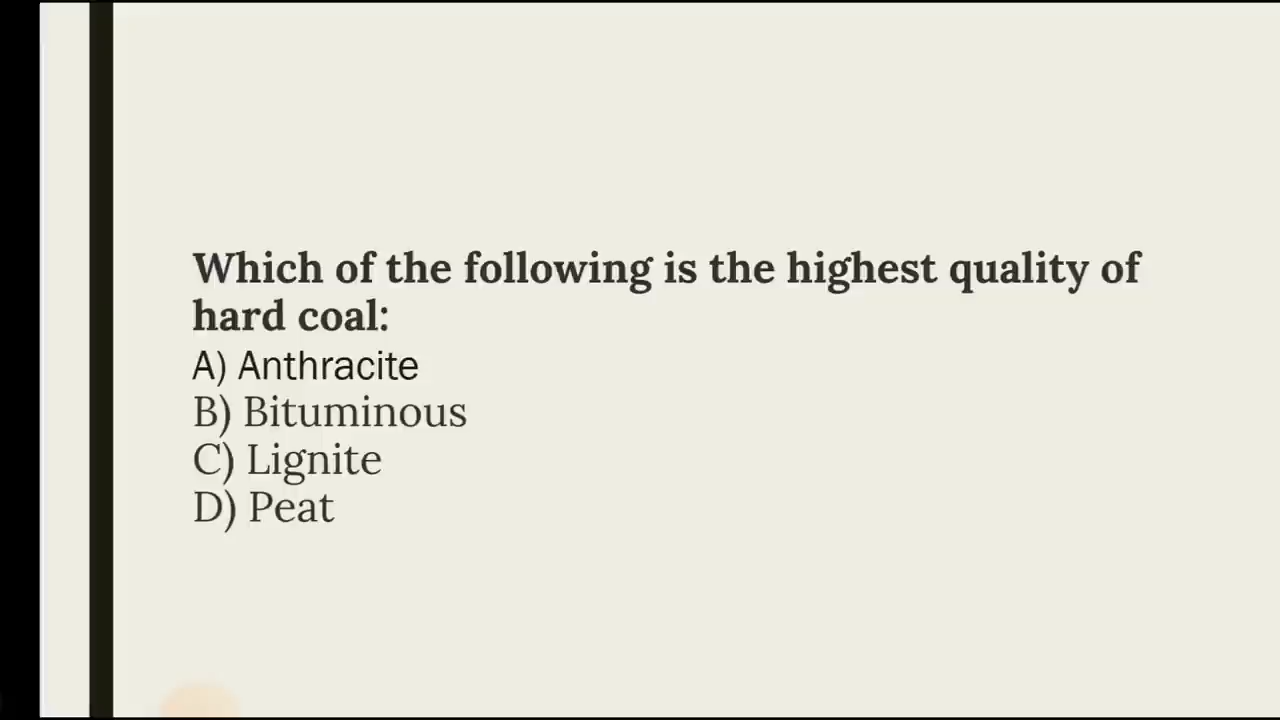 Which of the following is the highest quality of
hard coal:
A) Anthracite
B) Bituminous
C) Lignite
D) Peat